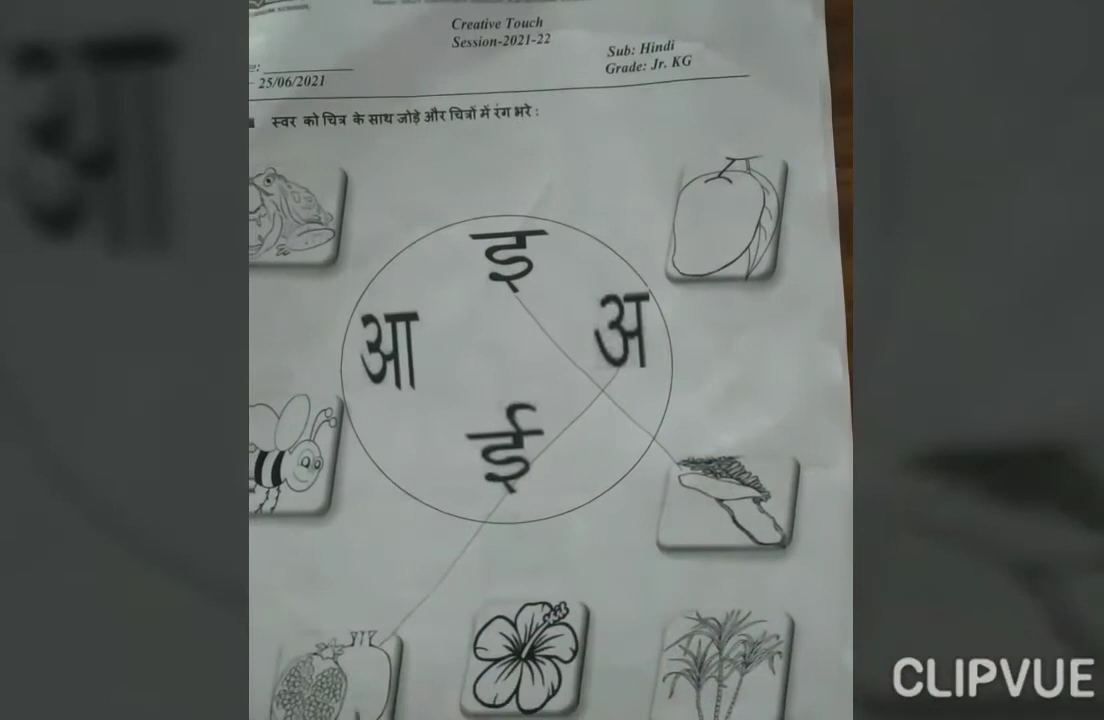 Creative Touch
Session-2021-22
Sub: Hindi
Grade: Jr. KG
25/06/2021
स्वर को चित्र के साथ जोड़े और चित्रों में रंग भरे :
इ
अ
आ
ई
CLIPVUE